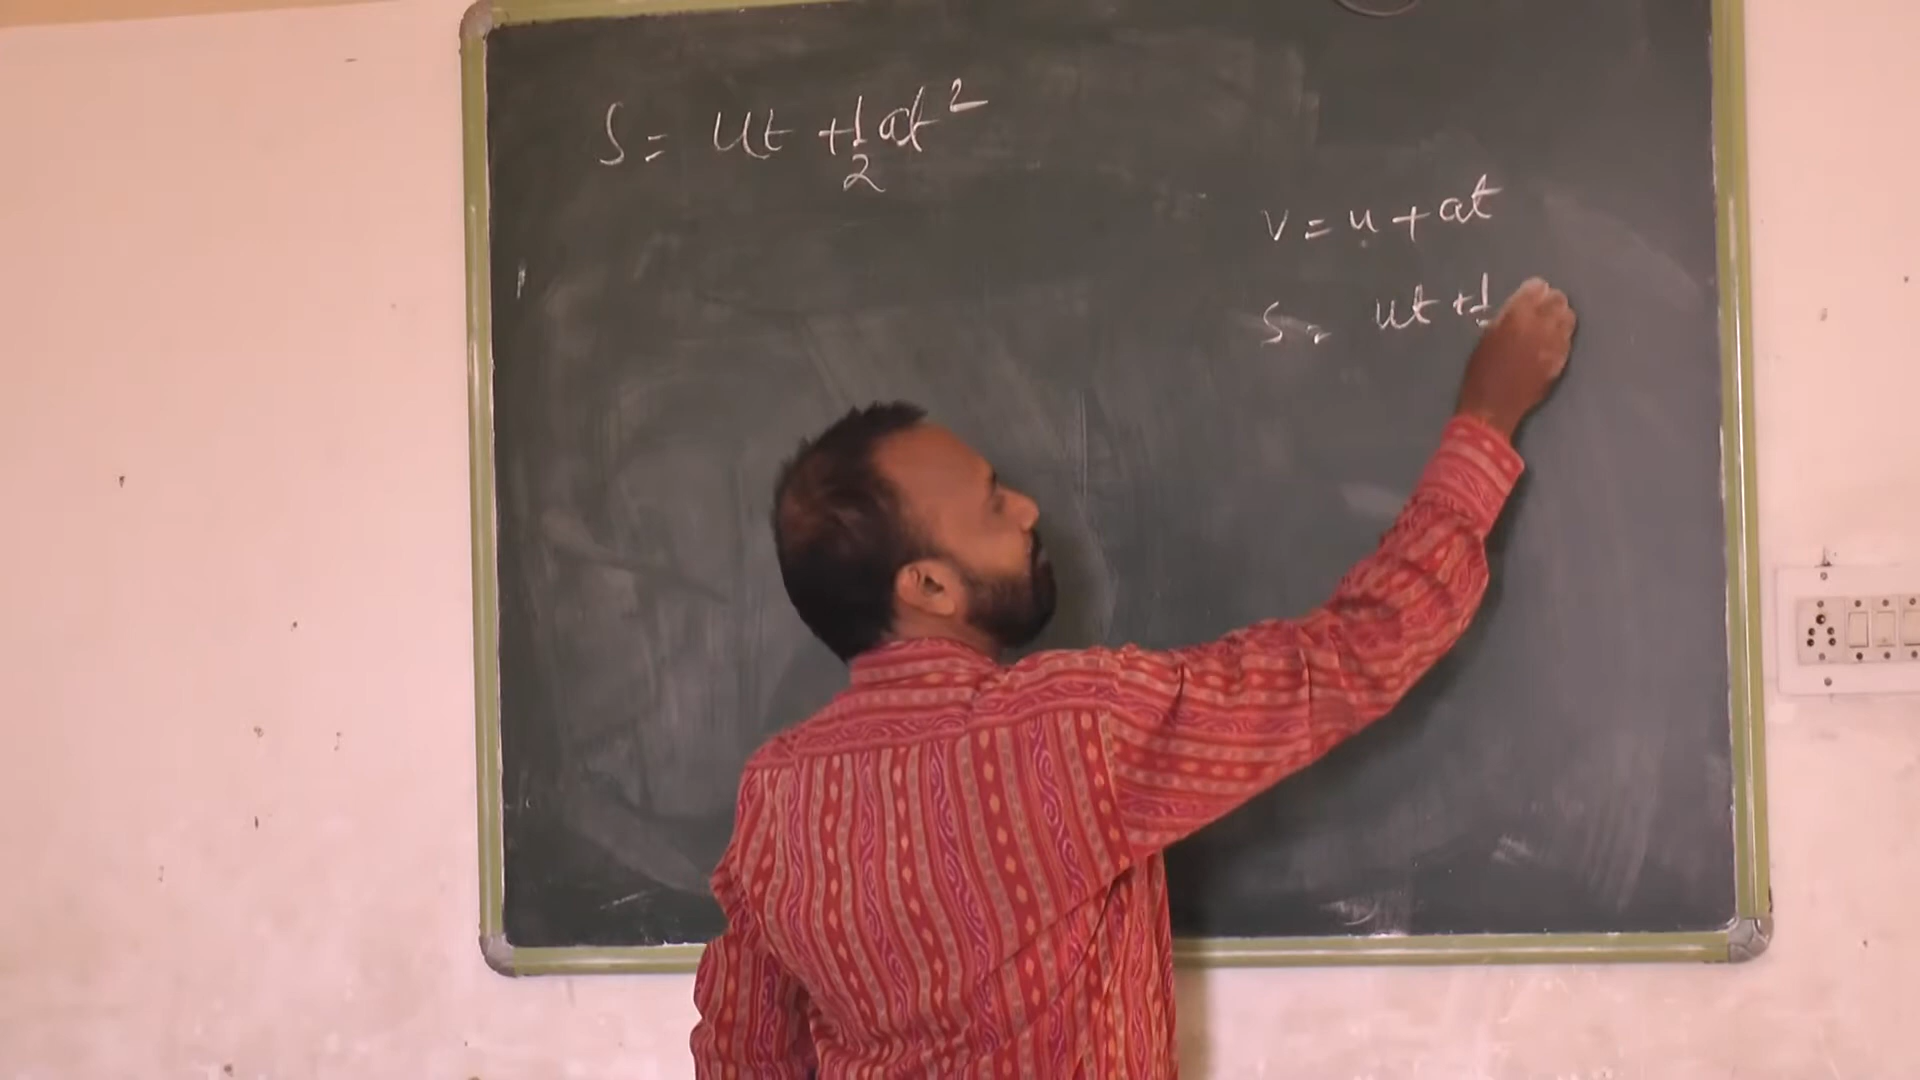 S = ut + 1/2 at²
v = u + at
S = ut + 1